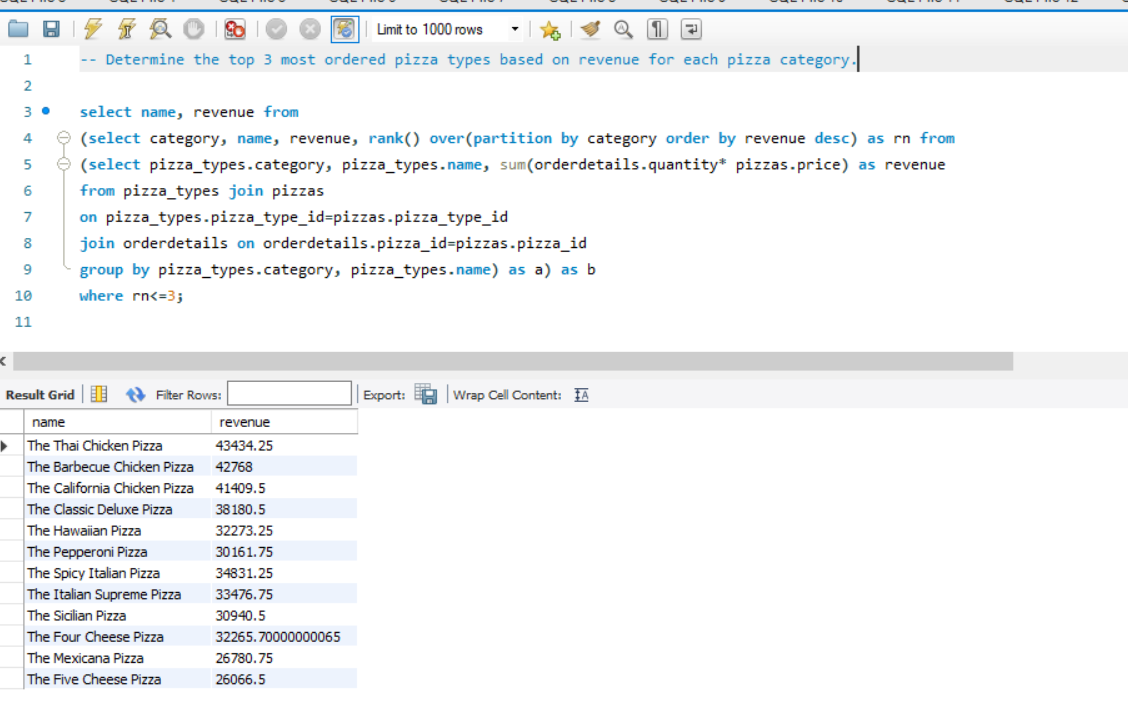 Limit to 1000 rows
1 -- Determine the top 3 most ordered pizza types based on revenue for each pizza category.
2
3 select name, revenue from
4 (select category, name, revenue, rank() over(partition by category order by revenue desc) as rn from
5 (select pizza_types.category, pizza_types.name, sum(orderdetails.quantity* pizzas.price) as revenue
6 from pizza_types join pizzas
7 on pizza_types.pizza_type_id=pizzas.pizza_type_id
8 join orderdetails on orderdetails.pizza_id=pizzas.pizza_id
9 group by pizza_types.category, pizza_types.name) as a) as b
10 where rn<=3;
11
Result Grid Filter Rows: Export: Wrap Cell Content:
name revenue
The Thai Chicken Pizza 43434.25
The Barbecue Chicken Pizza 42768
The California Chicken Pizza 41409.5
The Classic Deluxe Pizza 38180.5
The Hawaiian Pizza 32273.25
The Pepperoni Pizza 30161.75
The Spicy Italian Pizza 34831.25
The Italian Supreme Pizza 33476.75
The Sicilian Pizza 30940.5
The Four Cheese Pizza 32265.70000000065
The Mexicana Pizza 26780.75
The Five Cheese Pizza 26066.5